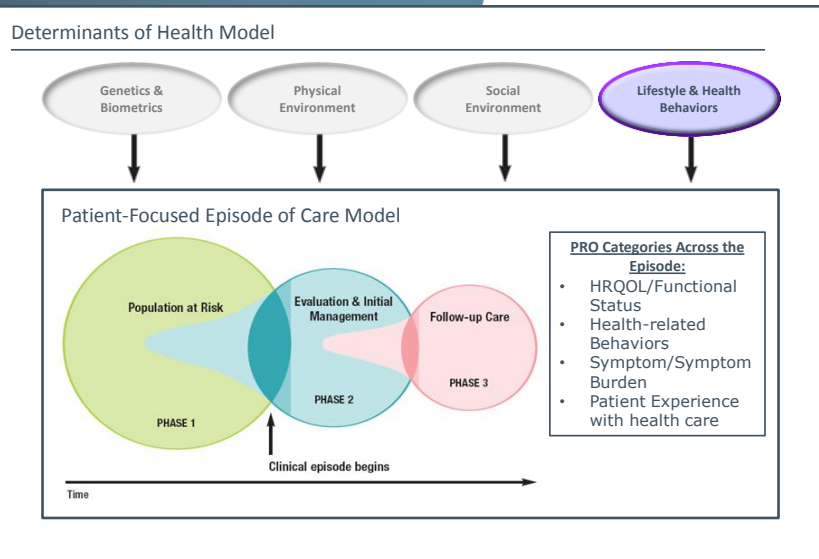 Determinants of Health Model
Genetics &
Biometrics
Physical
Environment
Social
Environment
Lifestyle & Health
Behaviors
Patient-Focused Episode of Care Model
Population at Risk
PHASE 1
Evaluation & Initial
Management
PHASE 2
Follow-up Care
PHASE 3
Clinical episode begins
Time
PRO Categories Across the
Episode:
• HRQOL/Functional
Status
• Health-related
Behaviors
• Symptom/Symptom
Burden
• Patient Experience
with health care